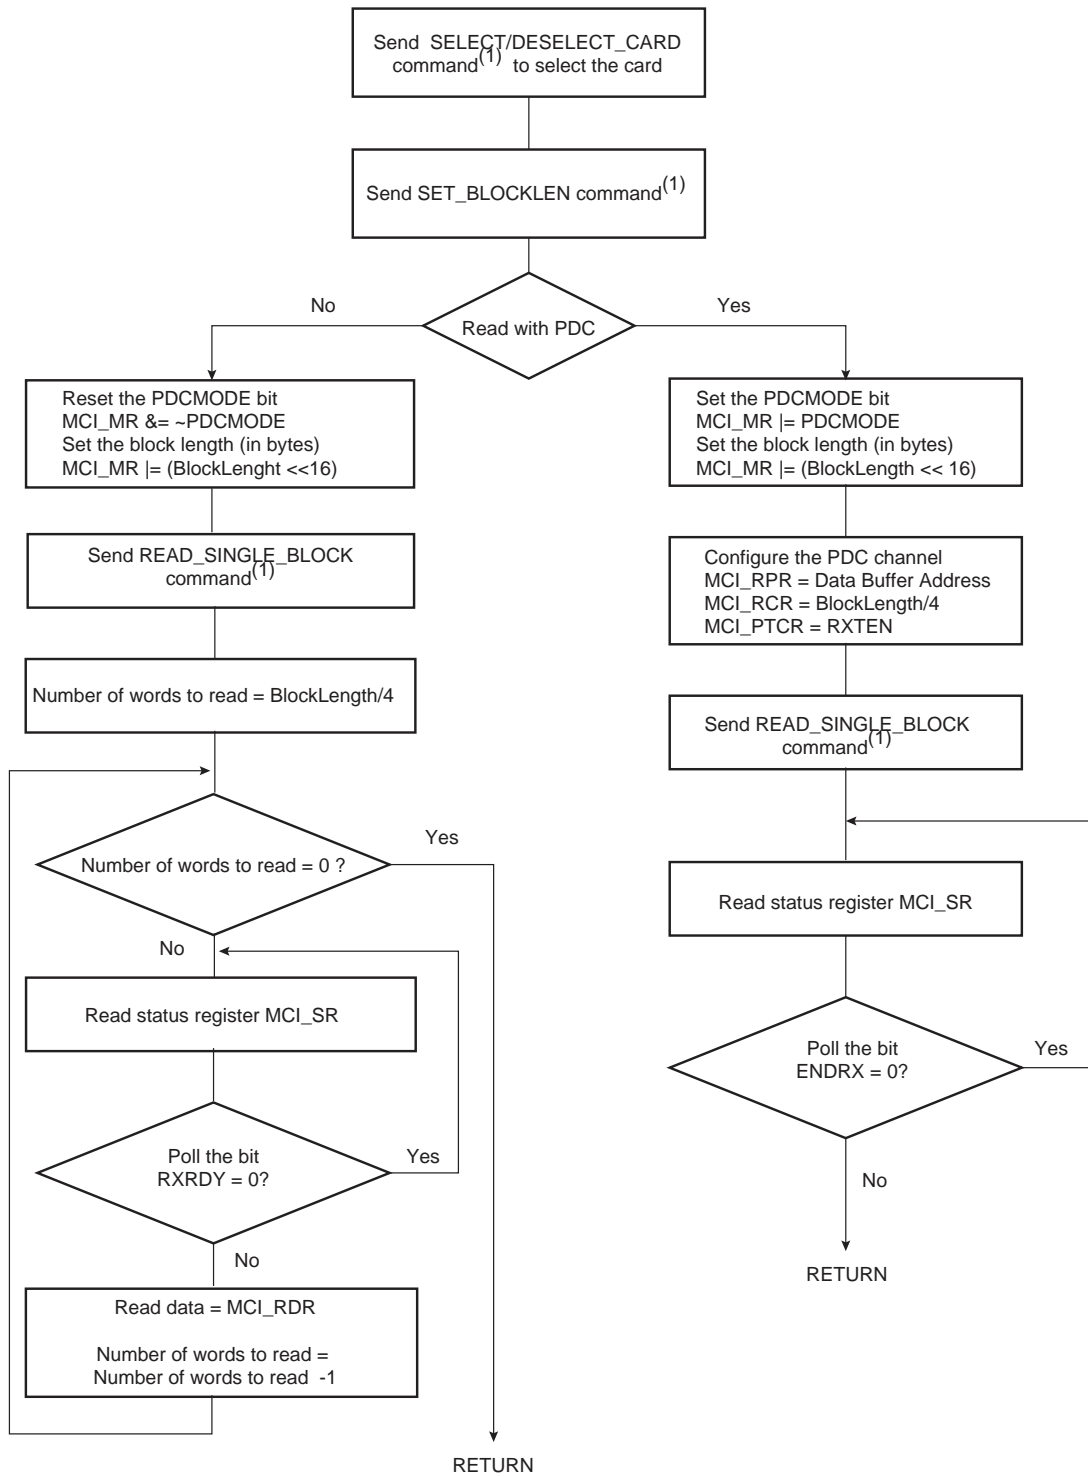 Send SELECT/DESELECT_CARD
command(1) to select the card
Send SET_BLOCKLEN command(1)
No
Yes
Read with PDC
Reset the PDCMODE bit
MCI_MR &= ~PDCMODE
Set the block length (in bytes)
MCI_MR |= (BlockLenght <<16)
Send READ_SINGLE_BLOCK
command(1)
Number of words to read = BlockLength/4
Yes
Number of words to read = 0 ?
No
Read status register MCI_SR
Poll the bit
RXRDY = 0?
Yes
No
Read data = MCI_RDR
Number of words to read =
Number of words to read -1
RETURN
Set the PDCMODE bit
MCI_MR |= PDCMODE
Set the block length (in bytes)
MCI_MR |= (BlockLength << 16)
Configure the PDC channel
MCI_RPR = Data Buffer Address
MCI_RCR = BlockLength/4
MCI_PTCR = RXTEN
Send READ_SINGLE_BLOCK
command(1)
Read status register MCI_SR
Poll the bit
ENDRX = 0?
Yes
No
RETURN